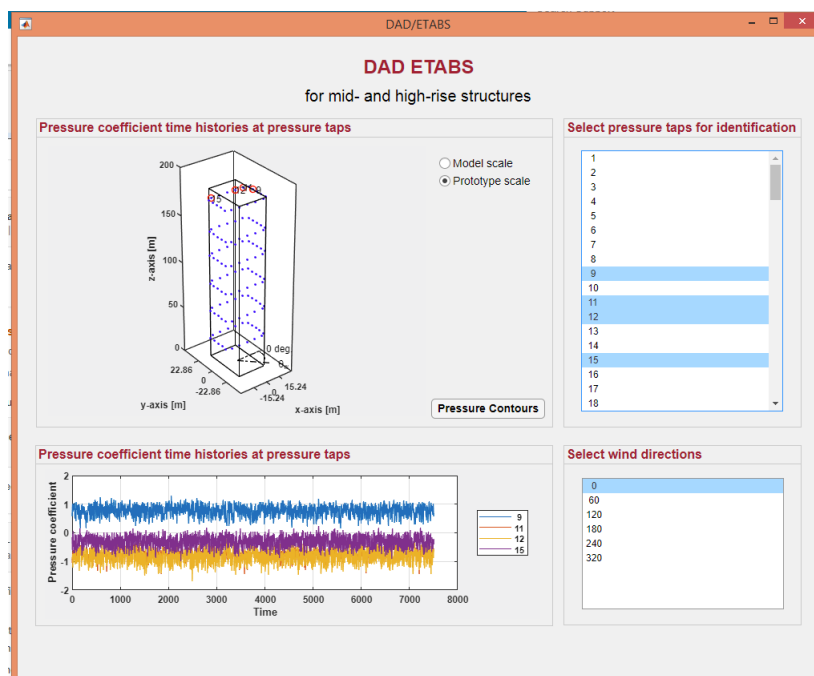 DAD/ETABS
DAD ETABS
for mid- and high-rise structures
Pressure coefficient time histories at pressure taps
Model scale
Prototype scale
200
150
100
50
0
z-axis [m]
22.86
0
-22.86
y-axis [m]
15.24
0
-15.24
x-axis [m]
0 deg.
Pressure Contours
Select pressure taps for identification
1
2
3
4
5
6
7
8
9
10
11
12
13
14
15
16
17
18
Pressure coefficient time histories at pressure taps
Pressure coefficient
2
1
0
-1
-2
0 1000 2000 3000 4000 5000 6000 7000 8000
Time
9
11
12
15
Select wind directions
0
60
120
180
240
320